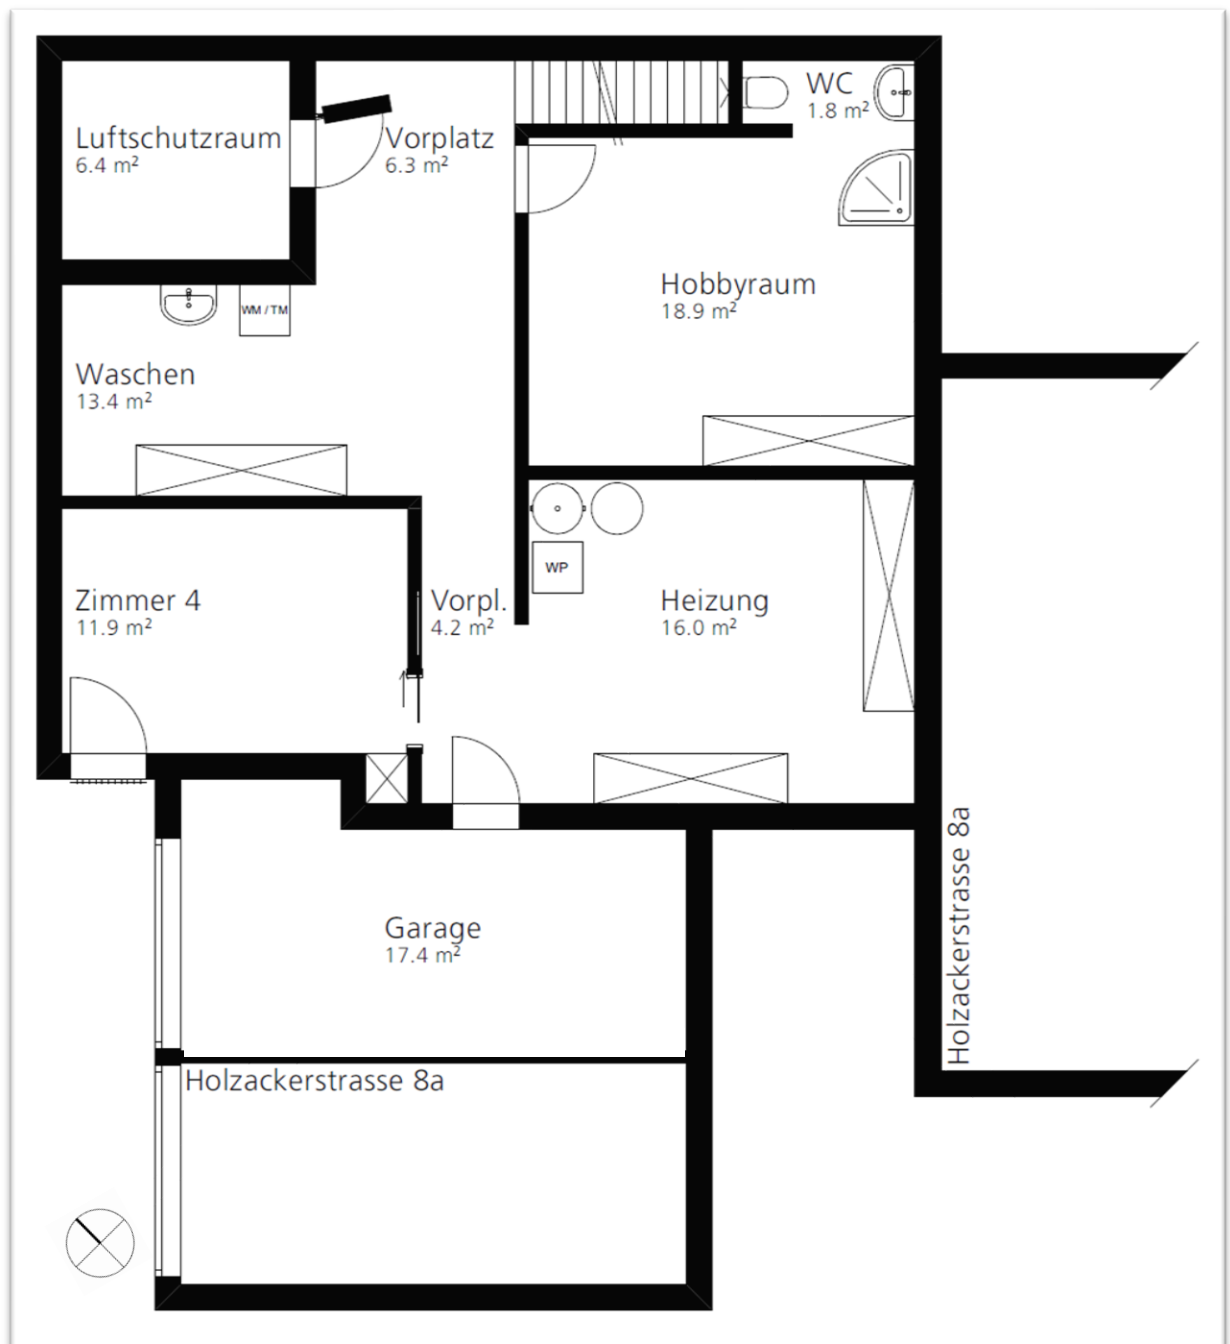 WC
1.8 m²
Luftschutzraum
6.4 m²
Vorplatz
6.3 m²
Hobbyraum
18.9 m²
WM / TM
Waschen
13.4 m²
WP
Zimmer 4
11.9 m²
Vorpl.
4.2 m²
Heizung
16.0 m²
Holzackerstrasse 8a
Garage
17.4 m²
Holzackerstrasse 8a